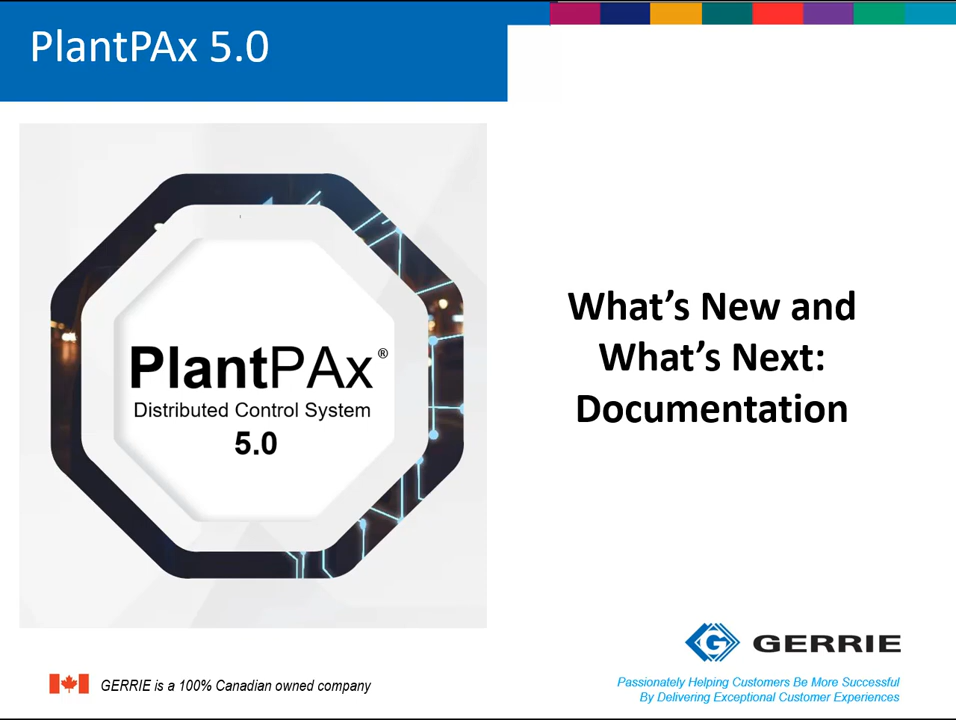 PlantPAx 5.0
PlantPAx®
Distributed Control System
5.0
What's New and
What's Next:
Documentation
G GERRIE
GERRIE is a 100% Canadian owned company
Passionately Helping Customers Be More Successful
By Delivering Exceptional Customer Experiences